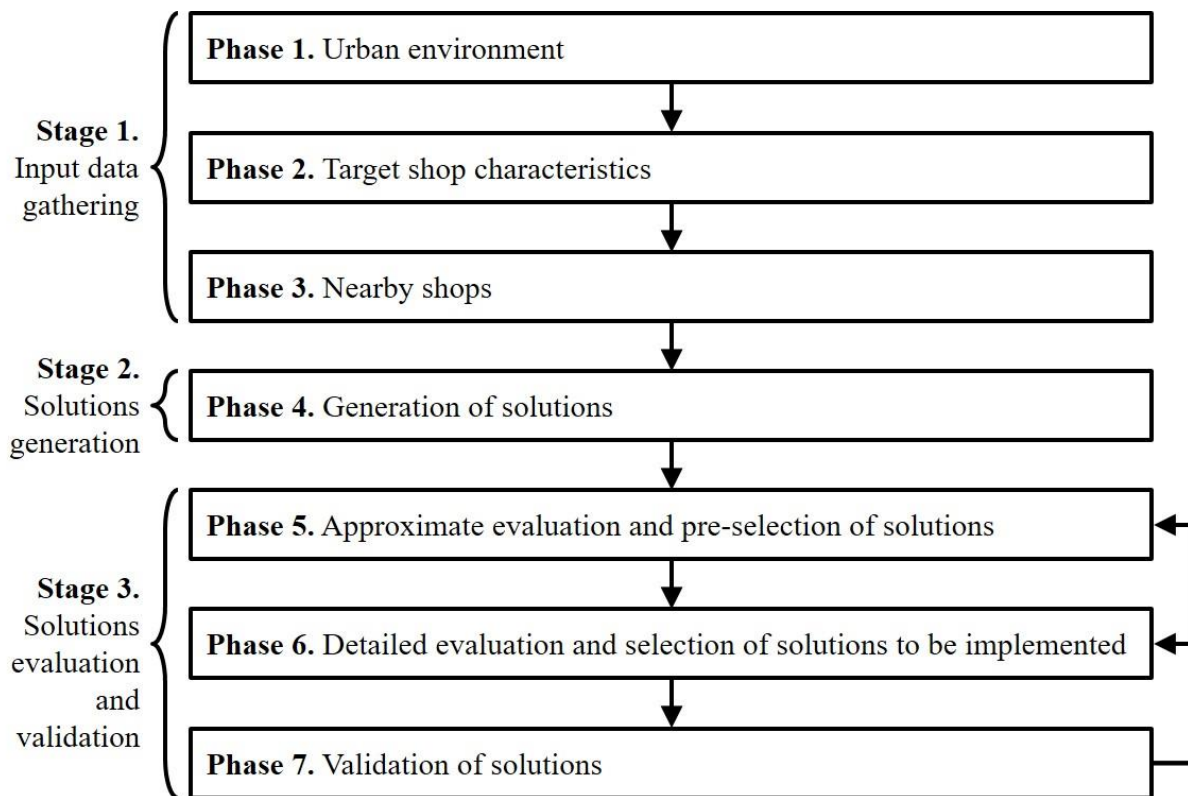 Phase 1. Urban environment
Stage 1.
Input data
gathering
Phase 2. Target shop characteristics
Phase 3. Nearby shops
Stage 2.
Solutions
generation
Phase 4. Generation of solutions
Stage 3.
Solutions
evaluation
and
validation
Phase 5. Approximate evaluation and pre-selection of solutions
Phase 6. Detailed evaluation and selection of solutions to be implemented
Phase 7. Validation of solutions